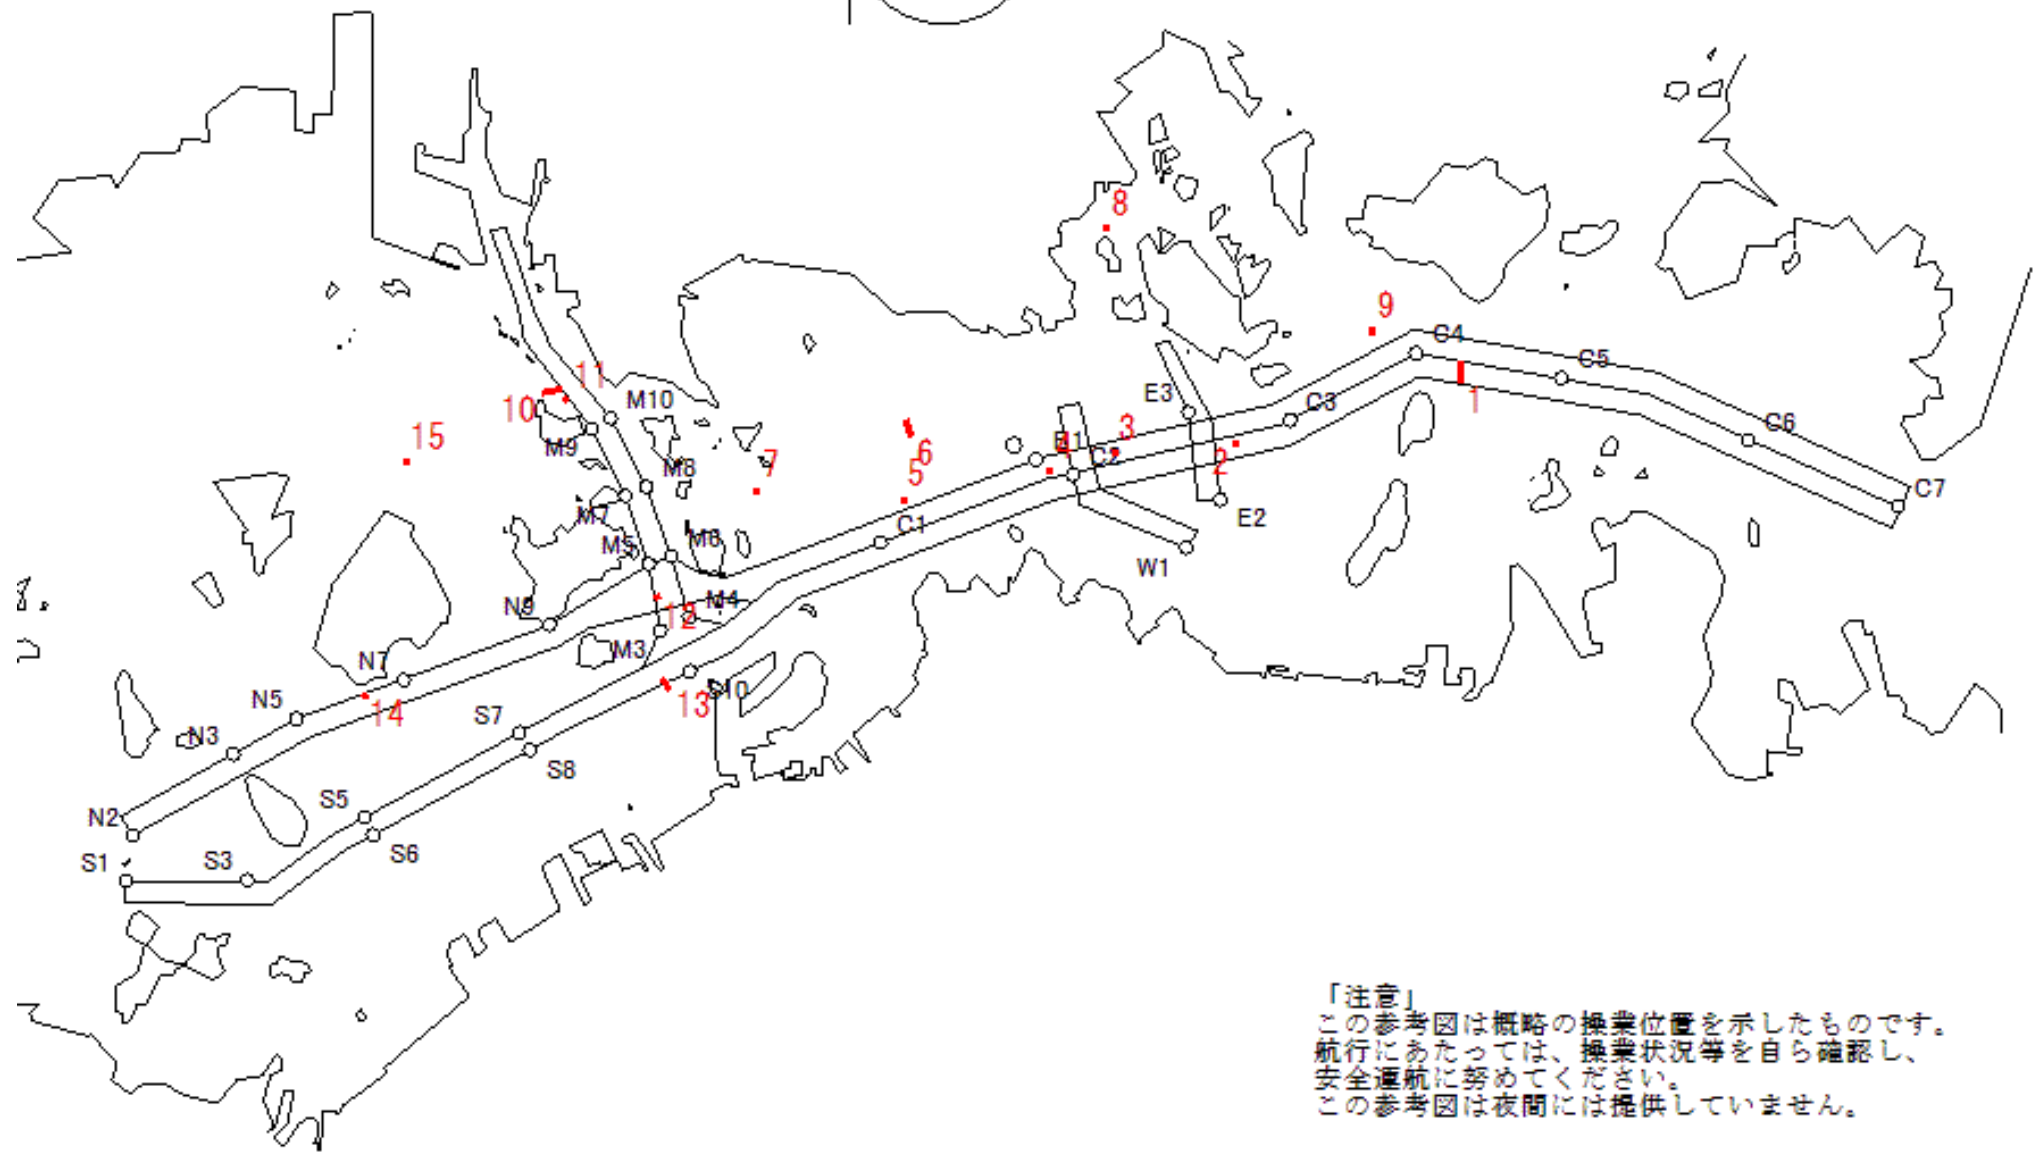 8
9
C4
C5
1
11
10
M10
E3
C3
C6
15
M9
3
E1
4
C2
M8
7
6
2
5
C7
M7
E2
C1
M5
M6
W1
N9
M4
12
M3
N7
N5
14
13
S10
S7
N3
S8
S5
N2
S6
S1
S3
「注意」
この参考図は概略の操業位置を示したものです。
航行にあたっては、操業状況等を自ら確認し、
安全運航に努めてください。
この参考図は夜間には提供していません。